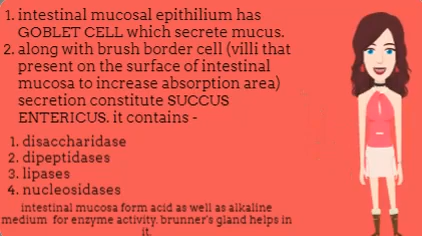 1. intestinal mucosal epithilium has
GOBLET CELL which secrete mucus.
2. along with brush border cell (villi that
present on the surface of intestinal
mucosa to increase absorption area)
secretion constitute SUCCUS
ENTERICUS. it contains -
1. disaccharidase
2. dipeptidases
3. lipases
4. nucleosidases
intestinal mucosa form acid as well as alkaline
medium for enzyme activity. brunner's gland helps in
it.